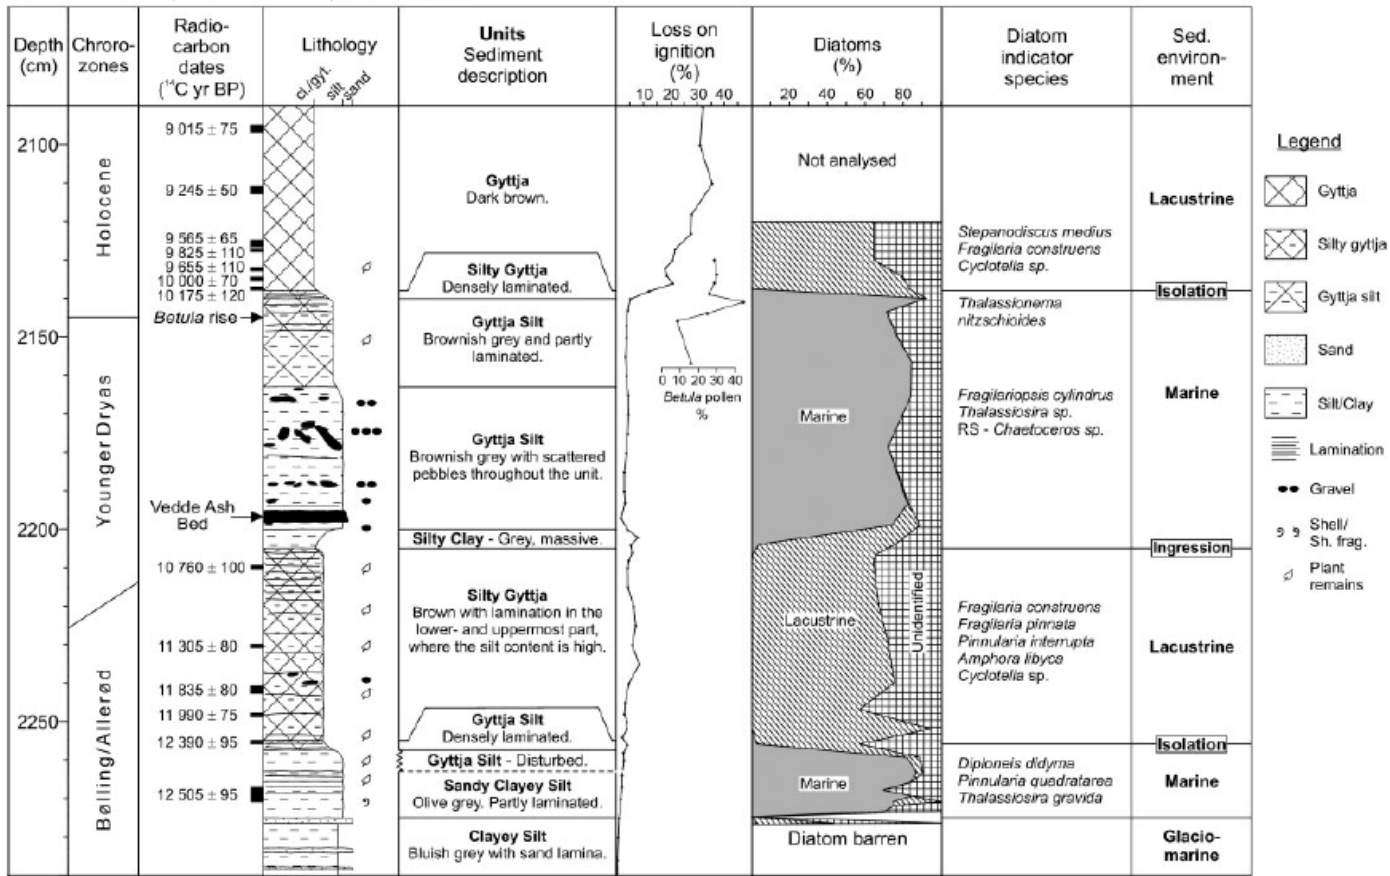 Depth
(cm)
Chroro-
zones
Radio-
carbon
dates
(14C yr BP)
Lithology
cl./gyt.
silt
sand
Units
Sediment
description
Loss on
ignition
(%)
10 20 30 40
Diatoms
(%)
20 40 60 80
Diatom
indicator
species
Sed.
environ-
ment
2100
2150
2200
2250
Holocene
Younger Dryas
Bølling/Allerød
9 015 ± 75
9 245 ± 50
9 565 ± 65
9 825 ± 110
9 655 ± 110
10 000 ± 70
10 175 ± 120
Betula rise
Vedde Ash
Bed
10 760 ± 100
11 305 ± 80
11 835 ± 80
11 990 ± 75
12 390 ± 95
12 505 ± 95
Gyttja
Dark brown.
Silty Gyttja
Densely laminated.
Gyttja Silt
Brownish grey and partly
laminated.
Gyttja Silt
Brownish grey with scattered
pebbles throughout the unit.
Silty Clay - Grey, massive.
Silty Gyttja
Brown with lamination in the
lower- and uppermost part,
where the silt content is high.
Gyttja Silt
Densely laminated.
Gyttja Silt - Disturbed.
Sandy Clayey Silt
Olive grey. Partly laminated.
Clayey Silt
Bluish grey with sand lamina.
0 10 20 30 40
Betula pollen
%
Not analysed
Marine
Lacustrine
Unidentified
Marine
Diatom barren
Stepanodiscus medius
Fragilaria construens
Cyclotella sp.
Thalassionema
nitzschioides
Fragilariopsis cylindrus
Thalassiosira sp.
RS - Chaetoceros sp.
Fragilaria construens
Fragilaria pinnata
Pinnularia interrupta
Amphora libyca
Cyclotella sp.
Diploneis didyma
Pinnularia quadratarea
Thalassiosira gravida
Lacustrine
Isolation
Marine
Ingression
Lacustrine
Isolation
Marine
Glacio-
marine
Legend
Gyttja
Silty gyttja
Gyttja silt
Sand
Silt/Clay
Lamination
Gravel
Shell/
Sh. frag.
Plant
remains